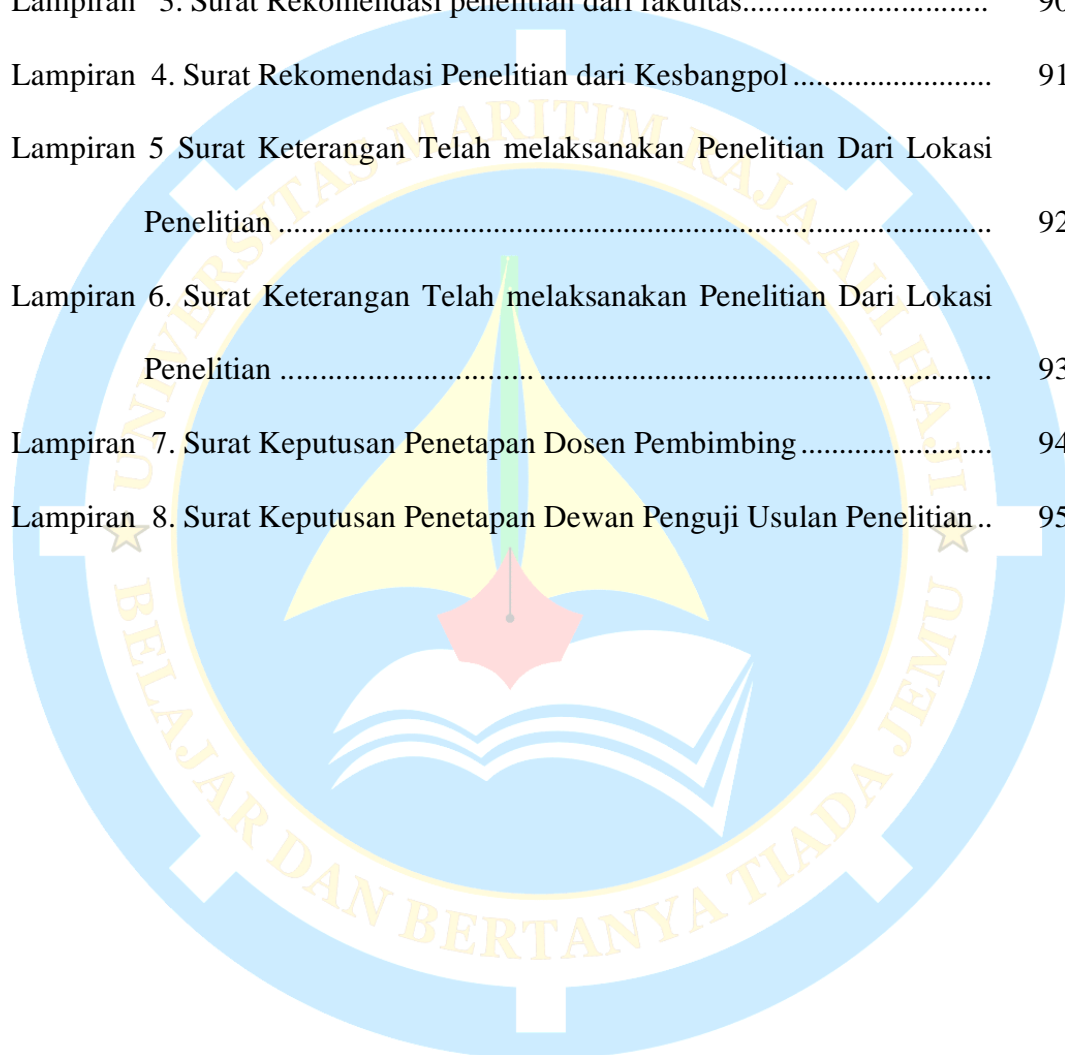 Lampiran 3. Surat Rekomendasi penelitian dari fakultas............................... 90
Lampiran 4. Surat Rekomendasi Penelitian dari Kesbangpol.......................... 91
Lampiran 5 Surat Keterangan Telah melaksanakan Penelitian Dari Lokasi
Penelitian............................................................................................. 92
Lampiran 6. Surat Keterangan Telah melaksanakan Penelitian Dari Lokasi
Penelitian............................................................................................. 93
Lampiran 7. Surat Keputusan Penetapan Dosen Pembimbing......................... 94
Lampiran 8. Surat Keputusan Penetapan Dewan Penguji Usulan Penelitian.. 95
UNIVERSITAS MARITIM RAJA ALI HAJI
BELAJAR DAN BERTANYA TIADA JEMU